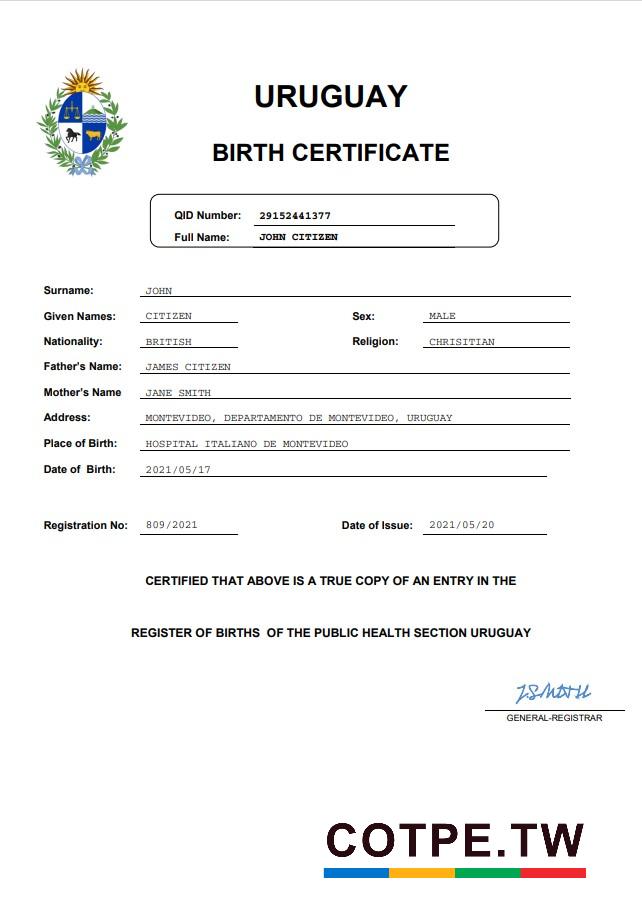 URUGUAY
BIRTH CERTIFICATE
QID Number: 29152441377
Full Name: JOHN CITIZEN
Surname: JOHN
Given Names: CITIZEN Sex: MALE
Nationality: BRITISH Religion: CHRISITIAN
Father's Name: JAMES CITIZEN
Mother's Name JANE SMITH
Address: MONTEVIDEO, DEPARTAMENTO DE MONTEVIDEO, URUGUAY
Place of Birth: HOSPITAL ITALIANO DE MONTEVIDEO
Date of Birth: 2021/05/17
Registration No: 809/2021 Date of Issue: 2021/05/20
CERTIFIED THAT ABOVE IS A TRUE COPY OF AN ENTRY IN THE
REGISTER OF BIRTHS OF THE PUBLIC HEALTH SECTION URUGUAY
GENERAL-REGISTRAR
COTPE.TW